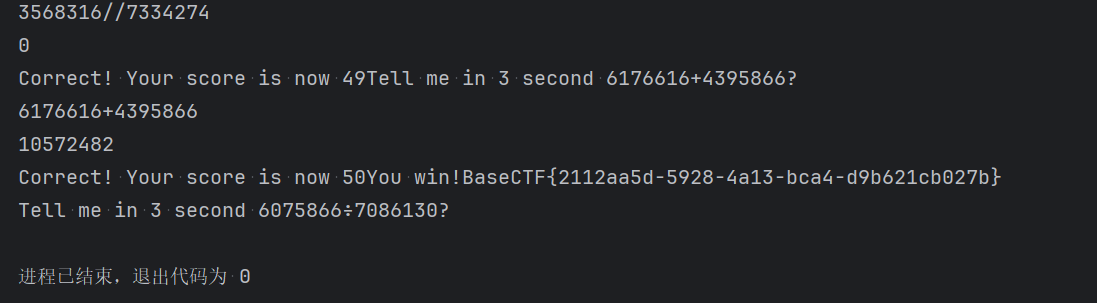 3568316//7334274
0
Correct! Your score is now 49Tell me in 3 second 6176616+4395866?
6176616+4395866
10572482
Correct! Your score is now 50You win!BaseCTF{2112aa5d-5928-4a13-bca4-d9b621cb027b}
Tell me in 3 second 6075866÷7086130?
进程已结束，退出代码为 0